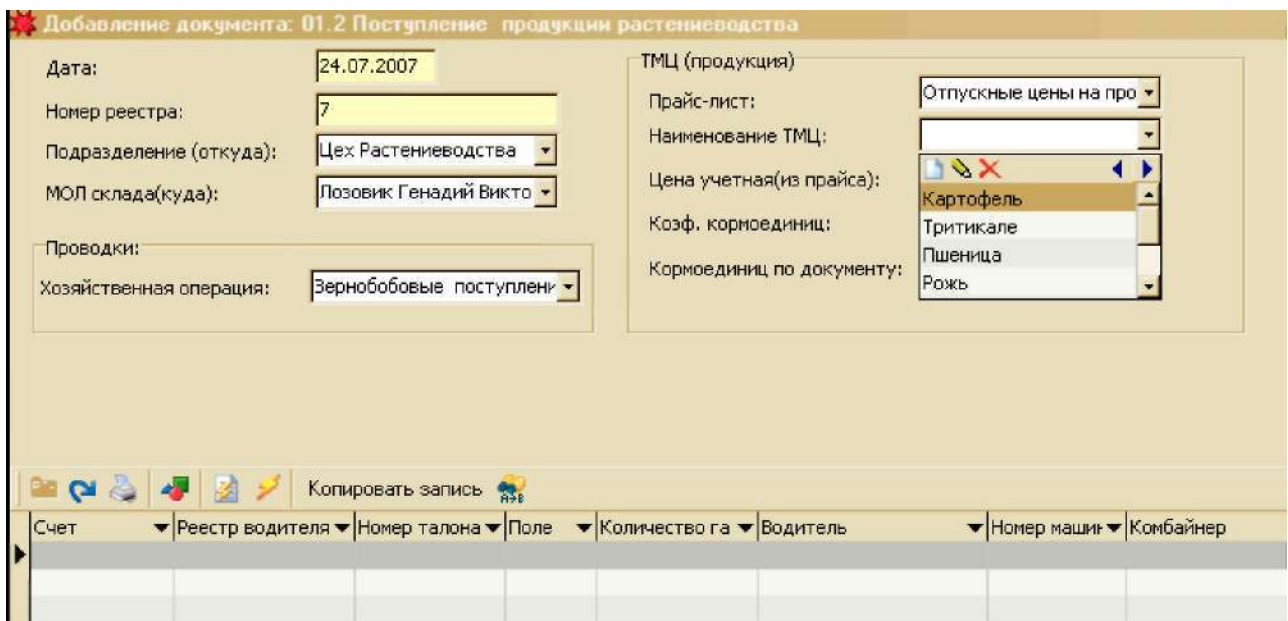 Добавление документа: 01.2 Поступление продукции растениеводства
Дата: 24.07.2007
Номер реестра: 7
Подразделение (откуда): Цех Растениеводства
МОЛ склада(куда): Лозовик Генадий Викто
Проводки:
Хозяйственная операция: Зернобобовые поступлени
ТМЦ (продукция)
Прайс-лист: Отпускные цены на про
Наименование ТМЦ:
Цена учетная(из прайса):
Коэф. кормоединиц:
Кормоединиц по документу:
Картофель
Тритикале
Пшеница
Рожь
Копировать запись
Счет Реестр водителя Номер талона Поле Количество га Водитель Номер машин Комбайнер